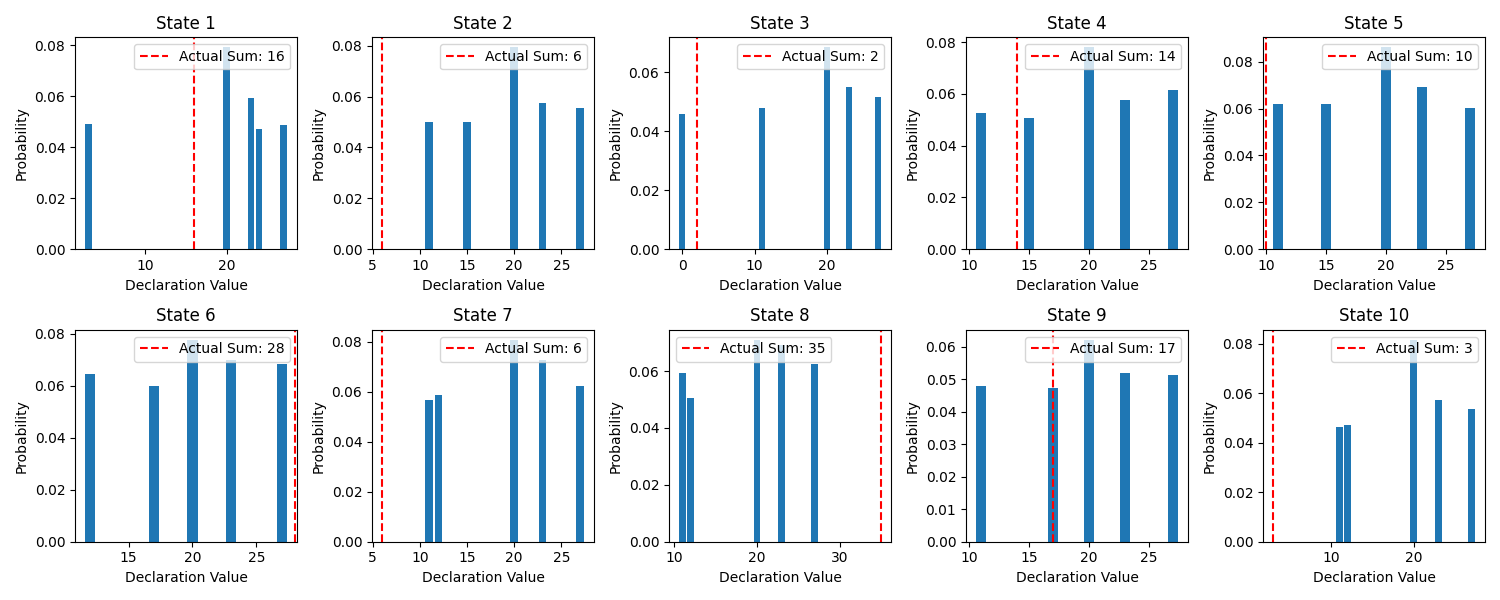 State 1
Actual Sum: 16
Probability
0.08
0.06
0.04
0.02
0.00
10 20
Declaration Value
State 2
Actual Sum: 6
Probability
0.08
0.06
0.04
0.02
0.00
5 10 15 20 25
Declaration Value
State 3
Actual Sum: 2
Probability
0.06
0.04
0.02
0.00
0 10 20
Declaration Value
State 4
Actual Sum: 14
Probability
0.08
0.06
0.04
0.02
0.00
10 15 20 25
Declaration Value
State 5
Actual Sum: 10
Probability
0.08
0.06
0.04
0.02
0.00
10 15 20 25
Declaration Value
State 6
Actual Sum: 28
Probability
0.08
0.06
0.04
0.02
0.00
15 20 25
Declaration Value
State 7
Actual Sum: 6
Probability
0.08
0.06
0.04
0.02
0.00
5 10 15 20 25
Declaration Value
State 8
Actual Sum: 35
Probability
0.06
0.04
0.02
0.00
10 20 30
Declaration Value
State 9
Actual Sum: 17
Probability
0.06
0.05
0.04
0.03
0.02
0.01
0.00
10 15 20 25
Declaration Value
State 10
Actual Sum: 3
Probability
0.08
0.06
0.04
0.02
0.00
10 20
Declaration Value